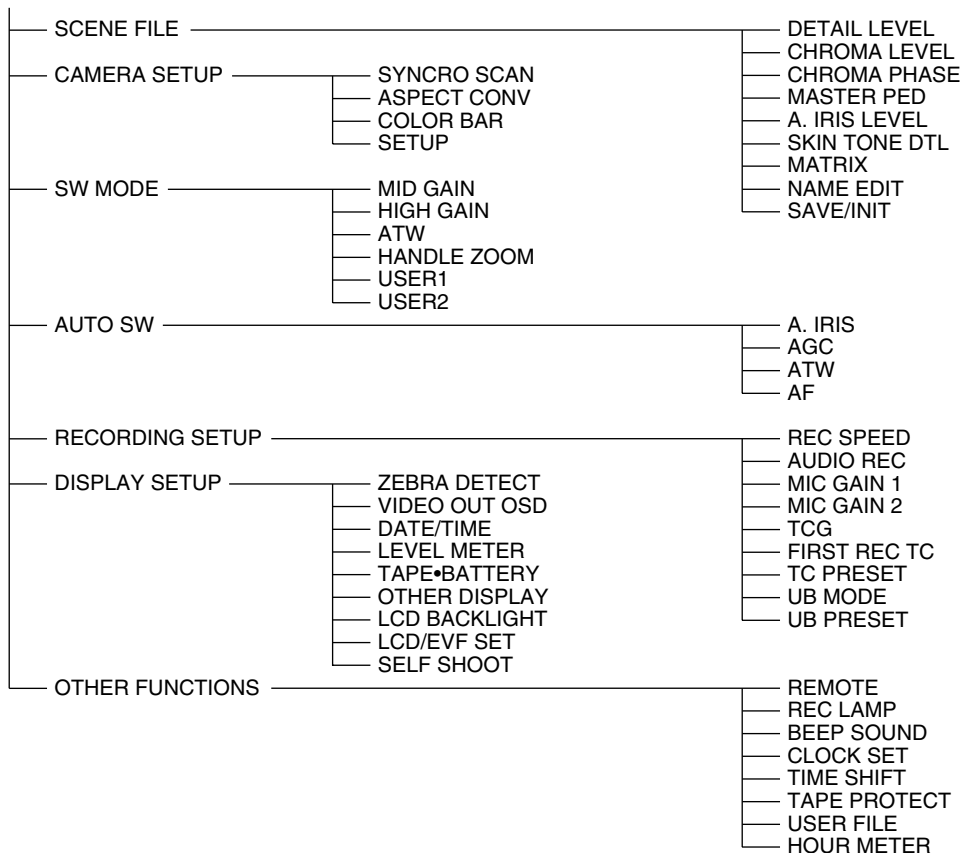 SCENE FILE
DETAIL LEVEL
CHROMA LEVEL
CHROMA PHASE
MASTER PED
A. IRIS LEVEL
SKIN TONE DTL
MATRIX
NAME EDIT
SAVE/INIT
CAMERA SETUP
SYNCRO SCAN
ASPECT CONV
COLOR BAR
SETUP
SW MODE
MID GAIN
HIGH GAIN
ATW
HANDLE ZOOM
USER1
USER2
AUTO SW
A. IRIS
AGC
ATW
AF
RECORDING SETUP
REC SPEED
AUDIO REC
MIC GAIN 1
MIC GAIN 2
TCG
FIRST REC TC
TC PRESET
UB MODE
UB PRESET
DISPLAY SETUP
ZEBRA DETECT
VIDEO OUT OSD
DATE/TIME
LEVEL METER
TAPE•BATTERY
OTHER DISPLAY
LCD BACKLIGHT
LCD/EVF SET
SELF SHOOT
OTHER FUNCTIONS
REMOTE
REC LAMP
BEEP SOUND
CLOCK SET
TIME SHIFT
TAPE PROTECT
USER FILE
HOUR METER